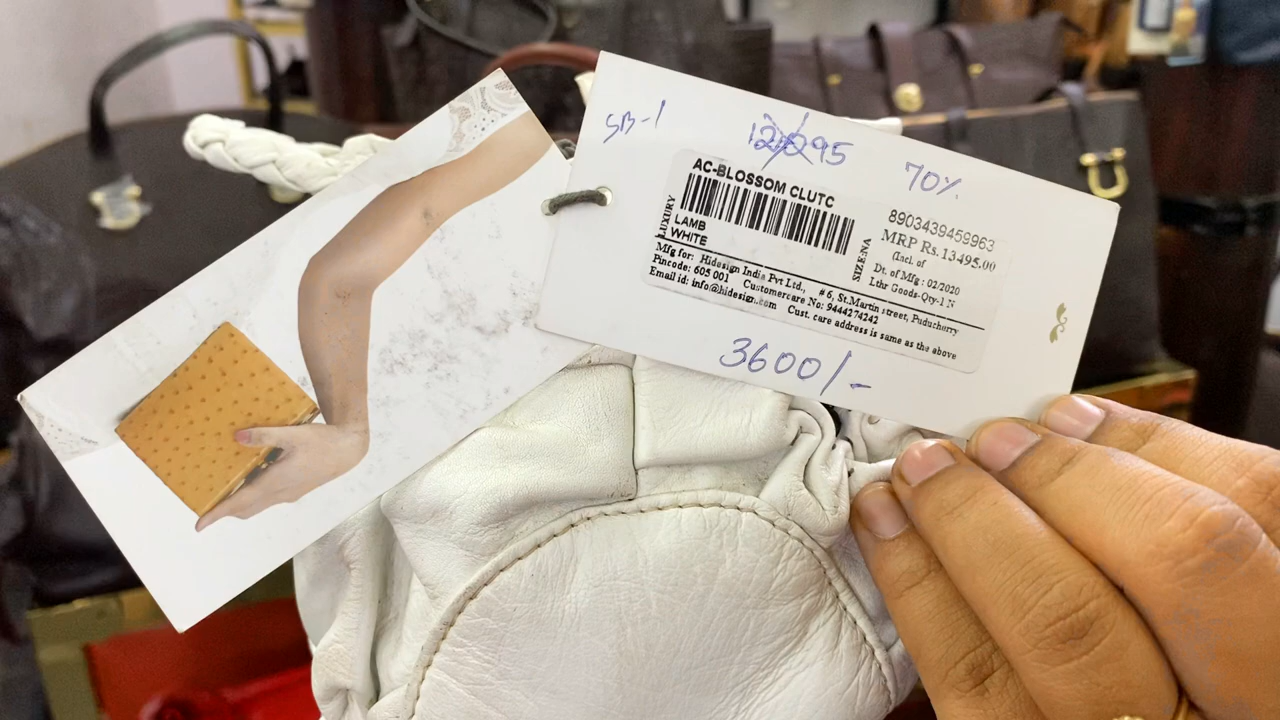 SB-1
12295
70%
AC-BLOSSOM CLUTC
LUXURY
LAMB
WHITE
SIZE:NA
8903439459963
MRP Rs. 13495.00
(Incl. of
Dt. of Mfg : 02/2020
Lthr Goods-Qty-1 N
Mfg for: Hidesign India Pvt Ltd., # 6, St.Martin street, Puducherry
Pincode: 605 001 Customercare No: 9444274242
Email id: info@hidesign.com Cust. care address is same as the above
3600/-